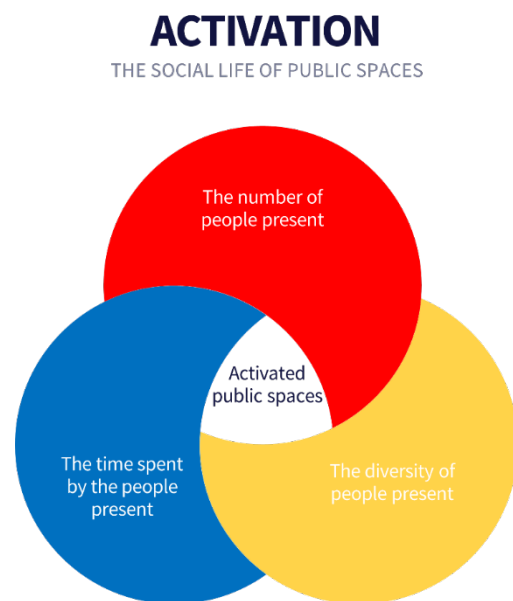 ACTIVATION
THE SOCIAL LIFE OF PUBLIC SPACES
The number of
people present
Activated
public spaces
The time spent
by the people
present
The diversity of
people present